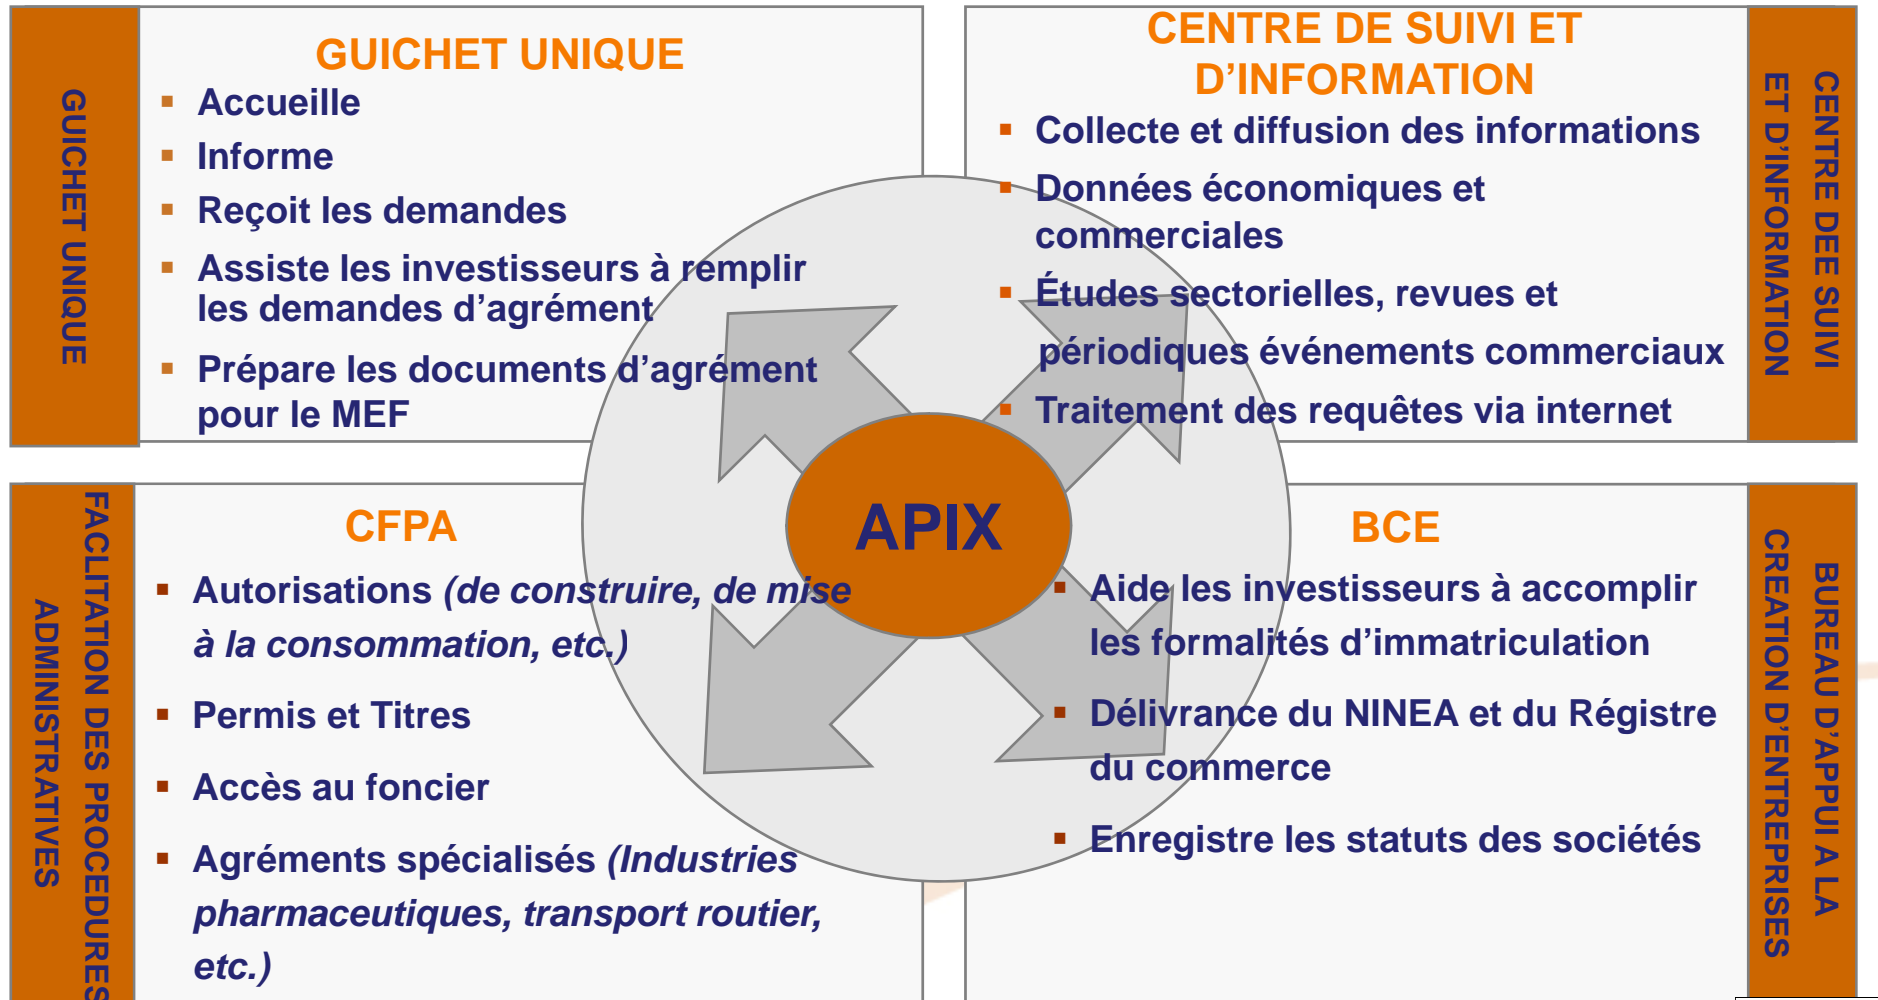 GUICHET UNIQUE
GUICHET UNIQUE
Accueille
Informe
Reçoit les demandes
Assiste les investisseurs à remplir
les demandes d’agrément
Prépare les documents d’agrément
pour le MEF
CENTRE DE SUIVI ET
D’INFORMATION
Collecte et diffusion des informations
Données économiques et
commerciales
Études sectorielles, revues et
périodiques événements commerciaux
Traitement des requêtes via internet
CENTRE DEE SUIVI
ET D’INFORMATION
APIX
FACLITATION DES PROCEDURES
ADMINISTRATIVES
CFPA
Autorisations (de construire, de mise
à la consommation, etc.)
Permis et Titres
Accès au foncier
Agréments spécialisés (Industries
pharmaceutiques, transport routier,
etc.)
BCE
Aide les investisseurs à accomplir
les formalités d’immatriculation
Délivrance du NINEA et du Régistre
du commerce
Enregistre les statuts des sociétés
BUREAU D’APPUI A LA
CREATION D’ENTREPRISES